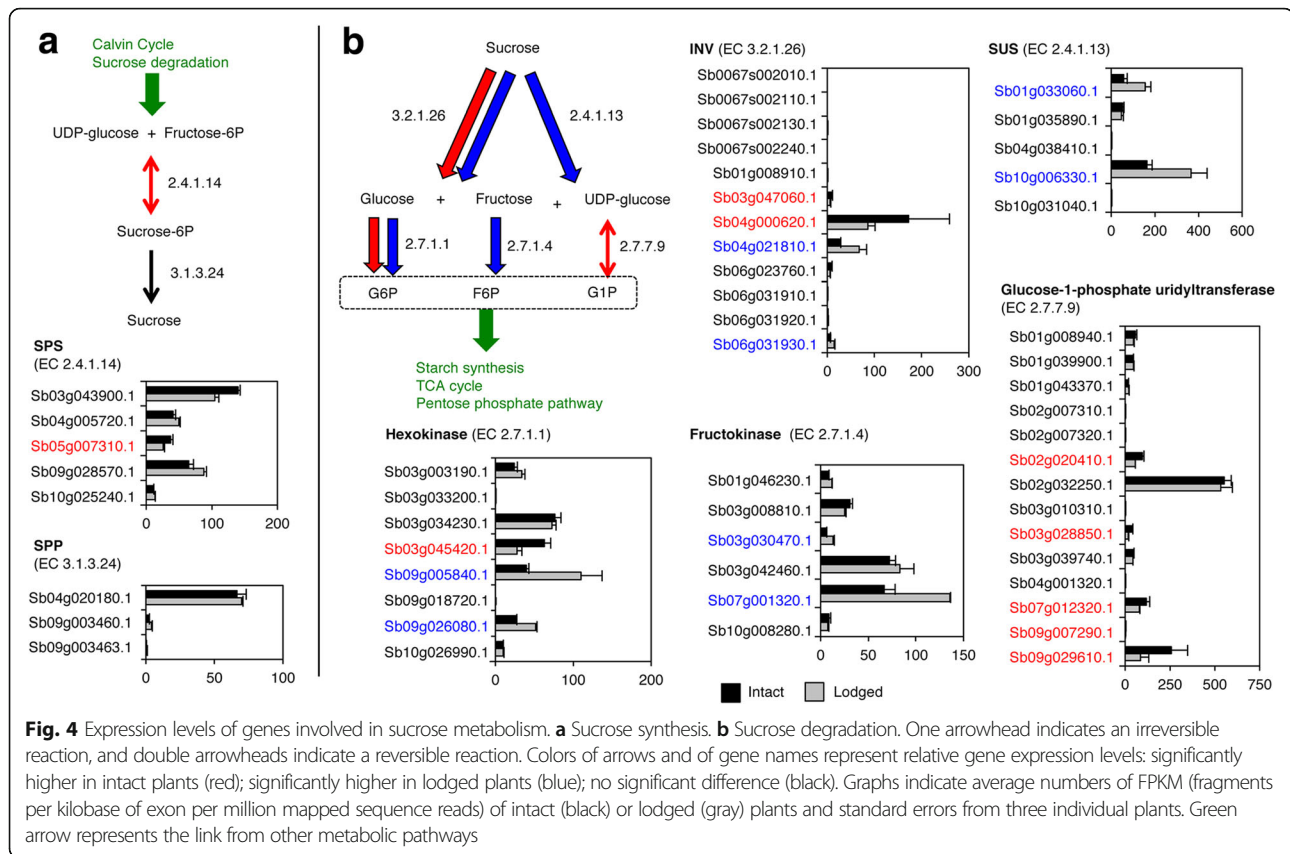 a
Calvin Cycle
Sucrose degradation
UDP-glucose + Fructose-6P
2.4.1.14
Sucrose-6P
3.1.3.24
Sucrose
SPS
(EC 2.4.1.14)
Sb03g043900.1
Sb04g005720.1
Sb05g007310.1
Sb09g028570.1
Sb10g025240.1
0 100 200
SPP
(EC 3.1.3.24)
Sb04g020180.1
Sb09g003460.1
Sb09g003463.1
0 50 100
b
Sucrose
3.2.1.26 2.4.1.13
Glucose + Fructose + UDP-glucose
2.7.1.1 2.7.1.4 2.7.7.9
G6P F6P G1P
Starch synthesis
TCA cycle
Pentose phosphate pathway
Hexokinase (EC 2.7.1.1)
Sb03g003190.1
Sb03g033200.1
Sb03g034230.1
Sb03g045420.1
Sb09g005840.1
Sb09g018720.1
Sb09g026080.1
Sb10g026990.1
0 100 200
INV (EC 3.2.1.26)
Sb0067s002010.1
Sb0067s002110.1
Sb0067s002130.1
Sb0067s002240.1
Sb01g008910.1
Sb03g047060.1
Sb04g000620.1
Sb04g021810.1
Sb06g023760.1
Sb06g031910.1
Sb06g031920.1
Sb06g031930.1
0 100 200 300
Fructokinase (EC 2.7.1.4)
Sb01g046230.1
Sb03g008810.1
Sb03g030470.1
Sb03g042460.1
Sb07g001320.1
Sb10g008280.1
0 50 100 150
Intact Lodged
SUS (EC 2.4.1.13)
Sb01g033060.1
Sb01g035890.1
Sb04g038410.1
Sb10g006330.1
Sb10g031040.1
0 200 400 600
Glucose-1-phosphate uridyltransferase
(EC 2.7.7.9)
Sb01g008940.1
Sb01g039900.1
Sb01g043370.1
Sb02g007310.1
Sb02g007320.1
Sb02g020410.1
Sb02g032250.1
Sb03g010310.1
Sb03g028850.1
Sb03g039740.1
Sb04g001320.1
Sb07g012320.1
Sb09g007290.1
Sb09g029610.1
0 250 500 750
Fig. 4 Expression levels of genes involved in sucrose metabolism. a Sucrose synthesis. b Sucrose degradation. One arrowhead indicates an irreversible
reaction, and double arrowheads indicate a reversible reaction. Colors of arrows and of gene names represent relative gene expression levels: significantly
higher in intact plants (red); significantly higher in lodged plants (blue); no significant difference (black). Graphs indicate average numbers of FPKM (fragments
per kilobase of exon per million mapped sequence reads) of intact (black) or lodged (gray) plants and standard errors from three individual plants. Green
arrow represents the link from other metabolic pathways